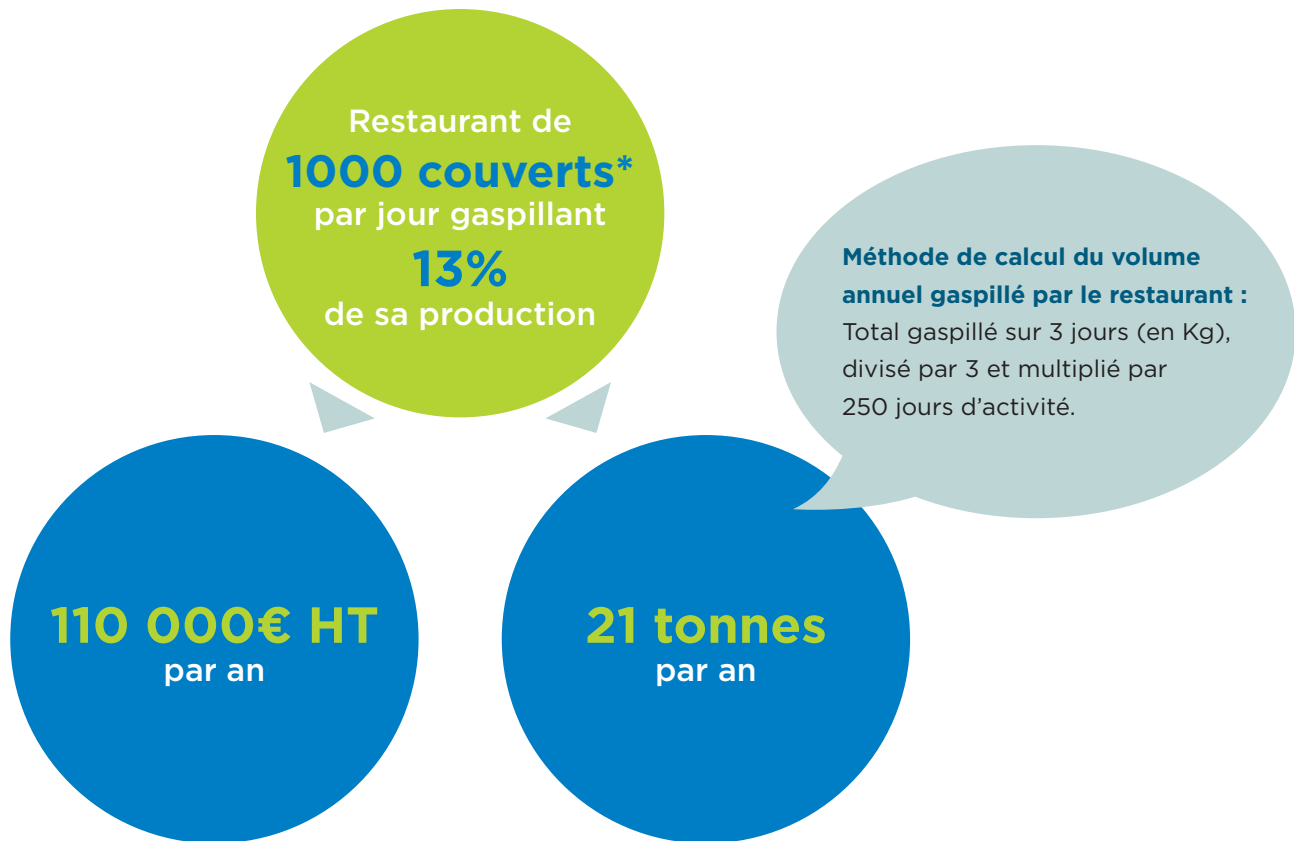 Restaurant de
1000 couverts*
par jour gaspillant
13%
de sa production
Méthode de calcul du volume
annuel gaspillé par le restaurant :
Total gaspillé sur 3 jours (en Kg),
divisé par 3 et multiplié par
250 jours d’activité.
110 000€ HT
par an
21 tonnes
par an